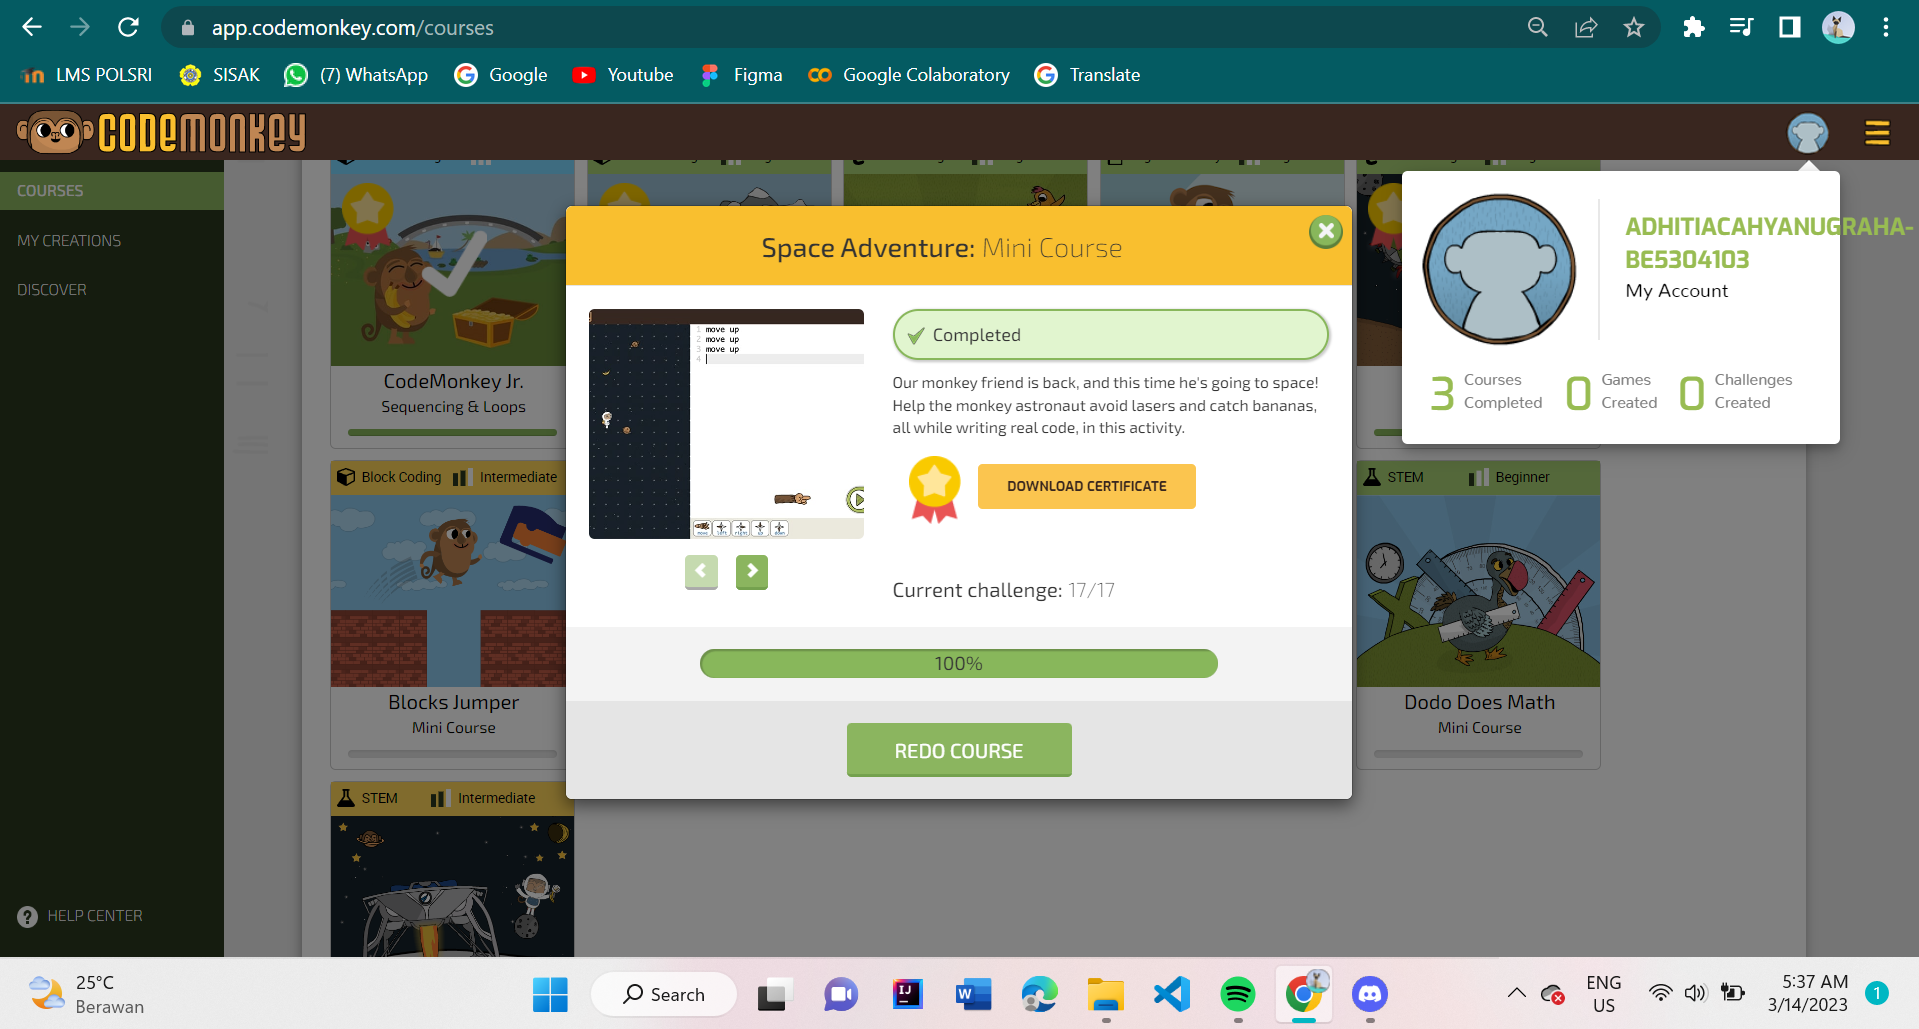 app.codemonkey.com/courses
LMS POLSRI
SISAK
(7) WhatsApp
Google
Youtube
Figma
Google Colaboratory
Translate
CODEMONKEY
COURSES
MY CREATIONS
DISCOVER
HELP CENTER
ADHITIACAHYANUGRAHA-
BE5304103
My Account
3 Courses Completed
0 Games Created
0 Challenges Created
Space Adventure: Mini Course
1 move up
2 move up
3 move up
4
Completed
Our monkey friend is back, and this time he's going to space!
Help the monkey astronaut avoid lasers and catch bananas,
all while writing real code, in this activity.
DOWNLOAD CERTIFICATE
Current challenge: 17/17
100%
REDO COURSE
CodeMonkey Jr.
Sequencing & Loops
Block Coding
Intermediate
Blocks Jumper
Mini Course
STEM
Beginner
Dodo Does Math
Mini Course
STEM
Intermediate
25°C
Berawan
Search
ENG
US
5:37 AM
3/14/2023
1